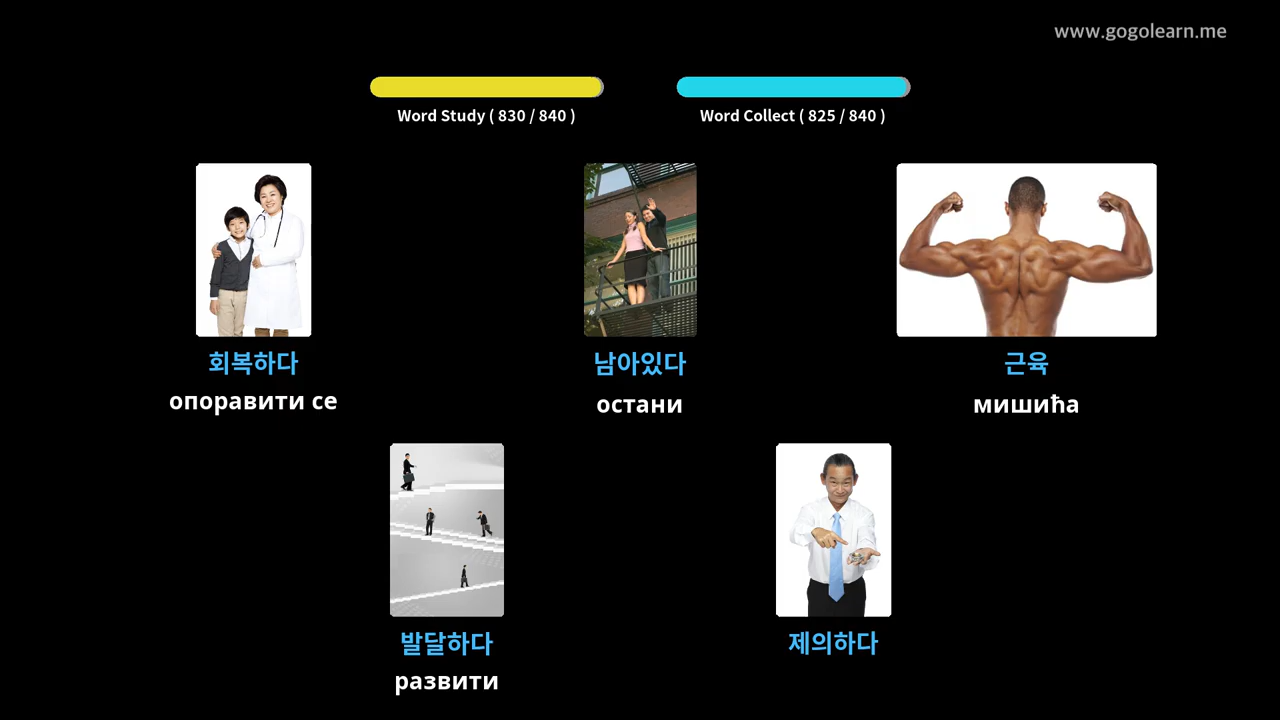 www.gogolearn.me
Word Study ( 830 / 840 )
Word Collect ( 825 / 840 )
회복하다
опоравити се
남아있다
остани
근육
мишића
발달하다
развити
제의하다